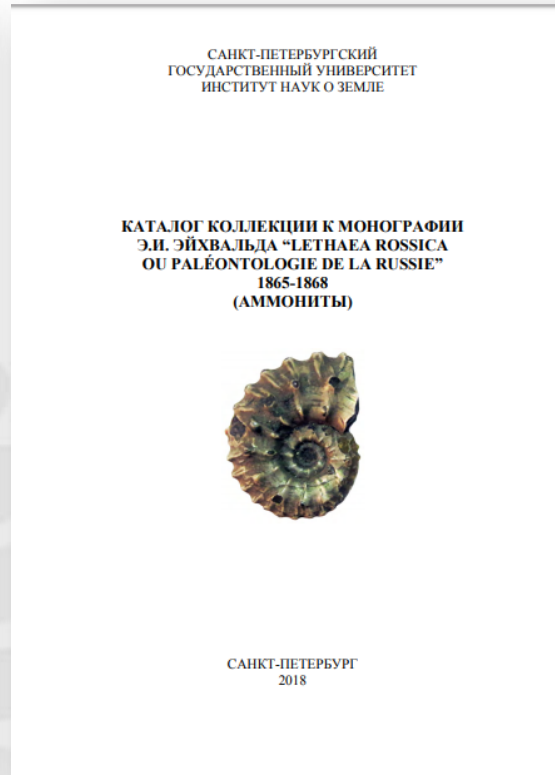 САНКТ-ПЕТЕРБУРГСКИЙ
ГОСУДАРСТВЕННЫЙ УНИВЕРСИТЕТ
ИНСТИТУТ НАУК О ЗЕМЛЕ
КАТАЛОГ КОЛЛЕКЦИИ К МОНОГРАФИИ
Э.И. ЭЙХВАЛЬДА “LETHAEA ROSSICA
OU PALÉONTOLOGIE DE LA RUSSIE”
1865-1868
(АММОНИТЫ)
САНКТ-ПЕТЕРБУРГ
2018